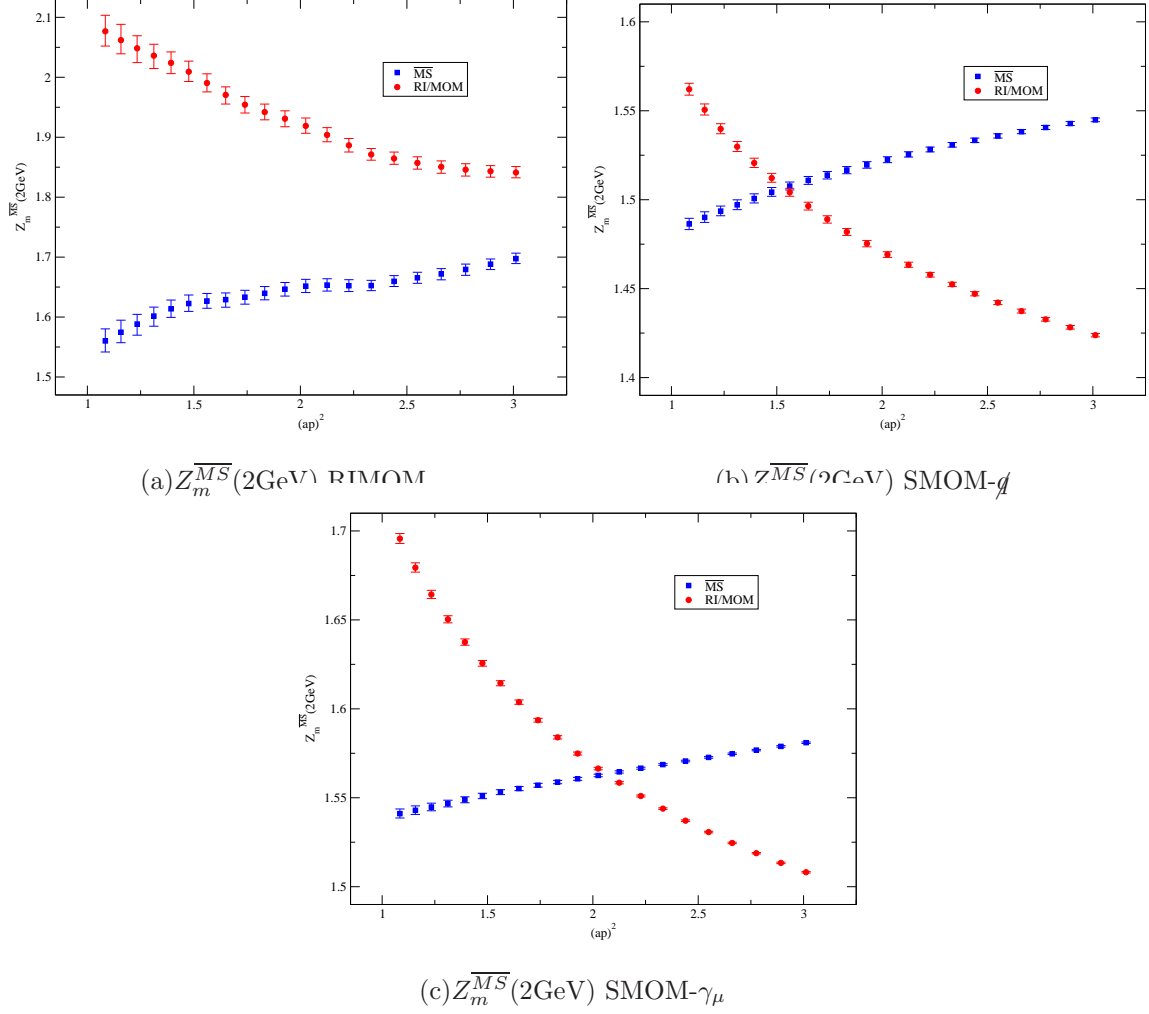 2.1
2
1.9
1.8
1.7
1.6
1.5
1
1.5
2
2.5
3
(ap)^2
Z_m^{\overline{MS}}(2GeV)
\overline{MS}
RI/MOM
(a)Z_m^{\overline{MS}}(2GeV) RIMOM
1.6
1.55
1.5
1.45
1.4
1
1.5
2
2.5
3
(ap)^2
Z_m^{\overline{MS}}(2GeV)
\overline{MS}
RI/MOM
(b)Z^{\overline{MS}}(2GeV) SMOM-q̸
1.7
1.65
1.6
1.55
1.5
1
1.5
2
2.5
3
(ap)^2
Z_m^{\overline{MS}}(2GeV)
\overline{MS}
RI/MOM
(c)Z_m^{\overline{MS}}(2GeV) SMOM-γ_μ